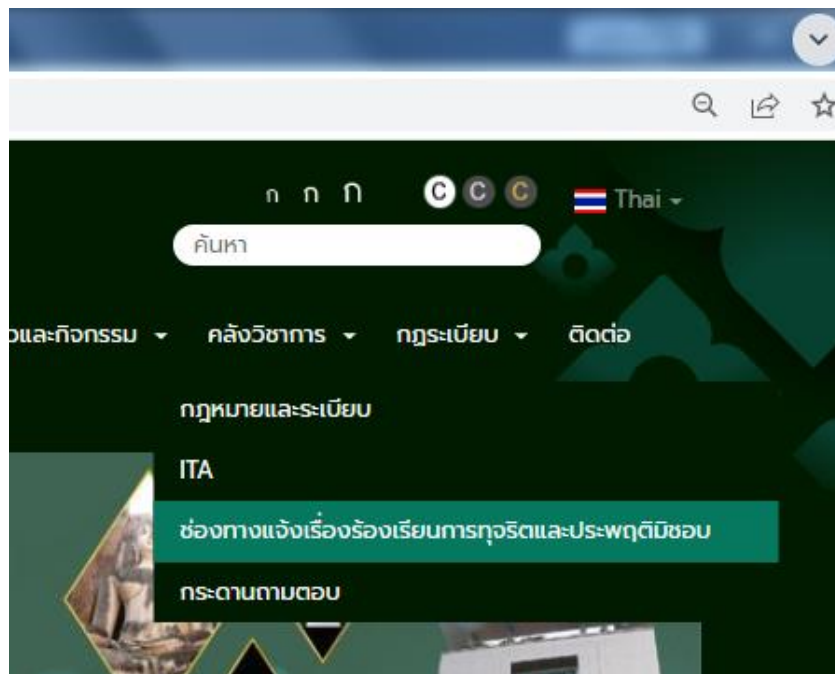 ก ก ก C C C Thai
ค้นหา
และกิจกรรม คลังวิชาการ กฎระเบียบ ติดต่อ
กฎหมายและระเบียบ
ITA
ช่องทางแจ้งเรื่องร้องเรียนการทุจริตและประพฤติมิชอบ
กระดานถามตอบ